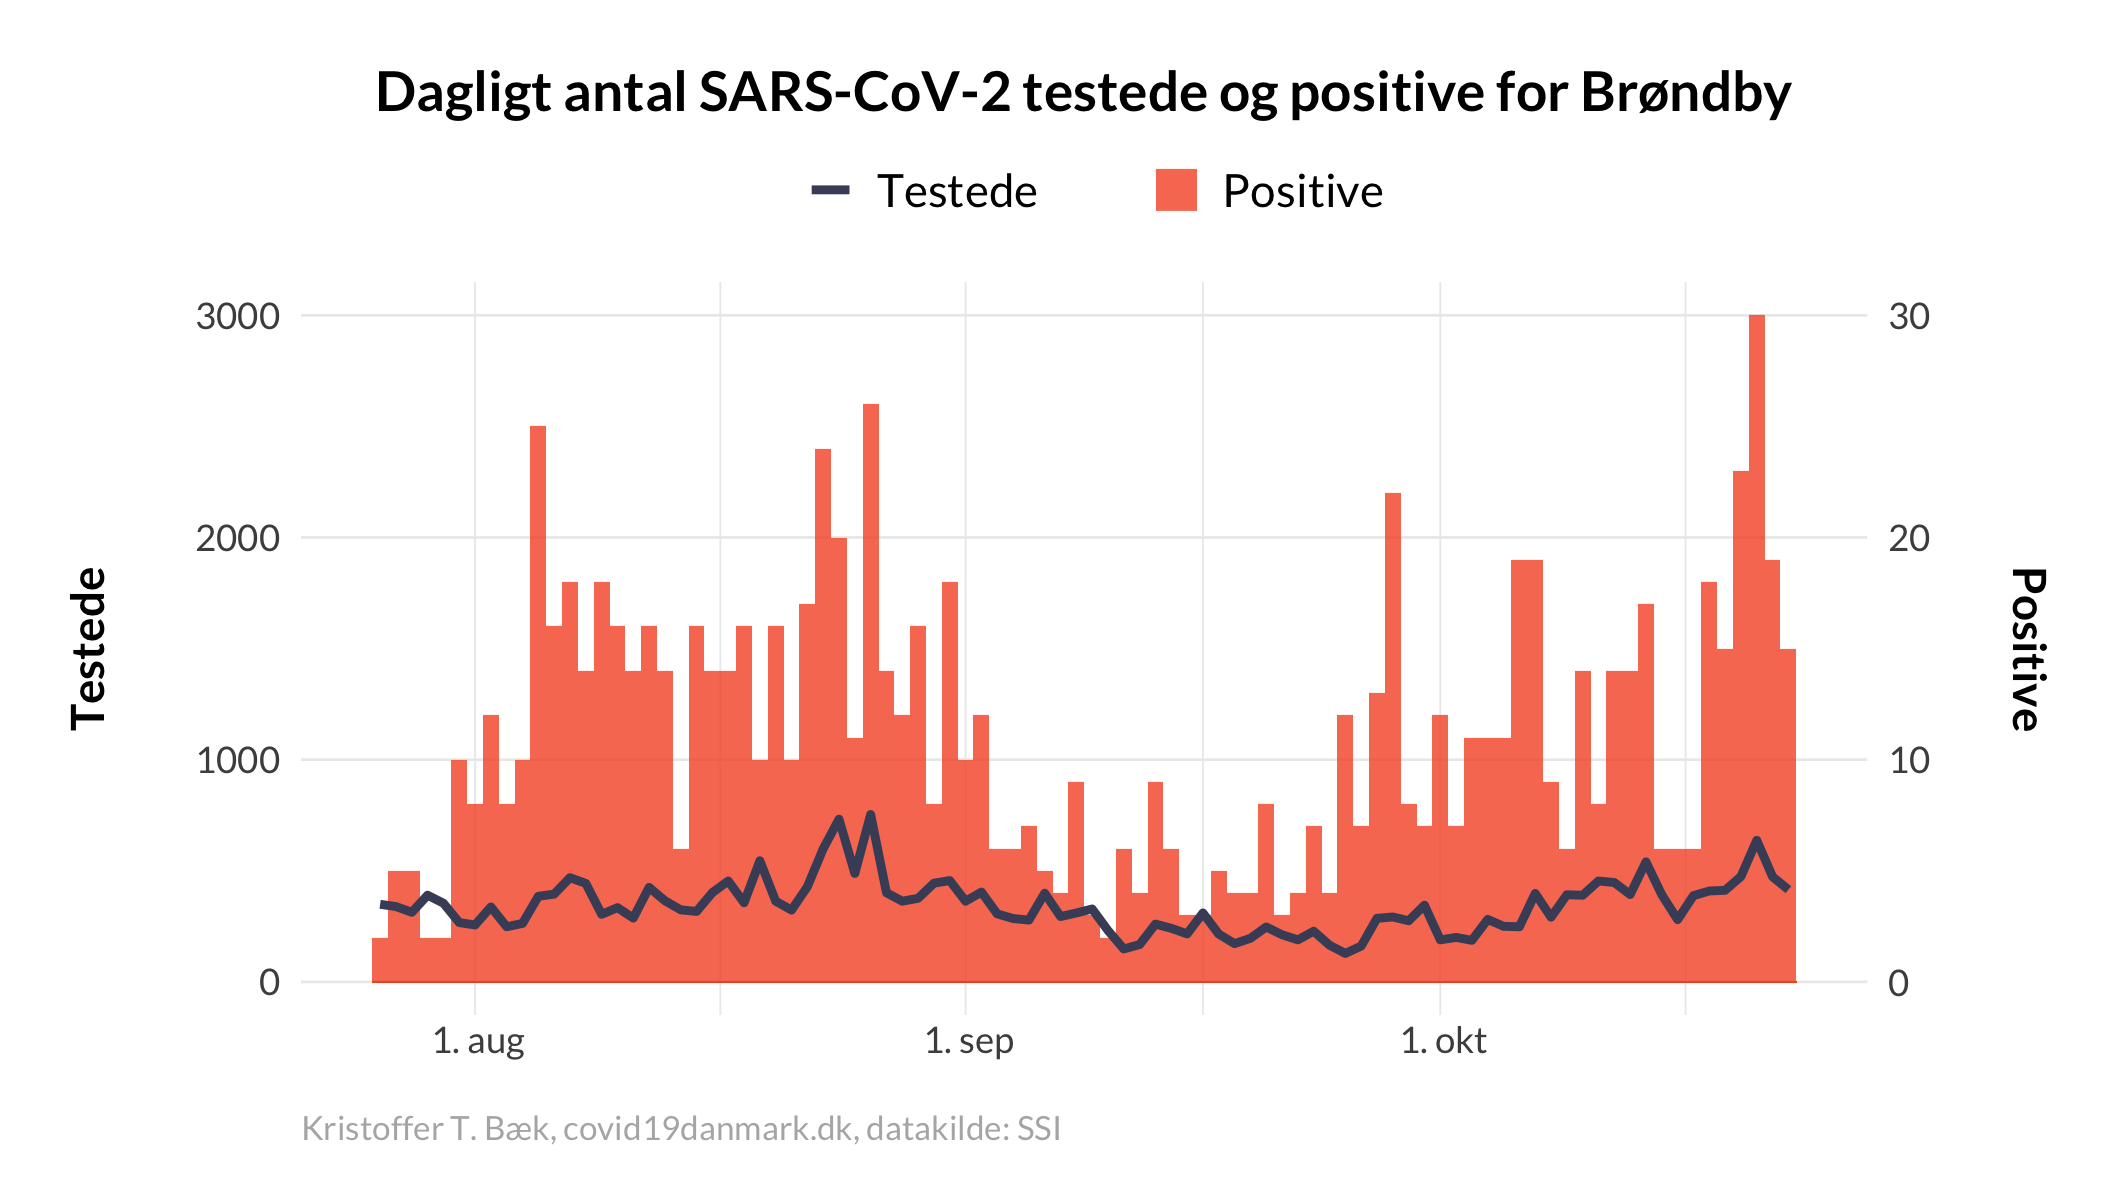 Dagligt antal SARS-CoV-2 testede og positive for Brøndby
Testede
Positive
3000
2000
1000
0
30
20
10
0
Testede
Positive
1. aug
1. sep
1. okt
Kristoffer T. Bæk, covid19danmark.dk, datakilde: SSI